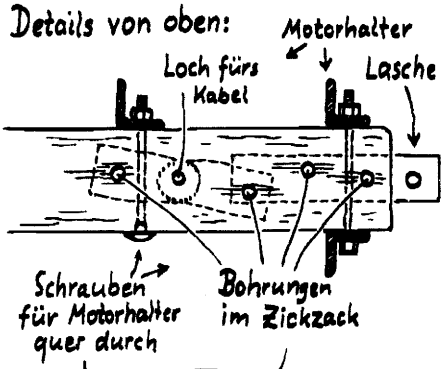 Details von oben:
Motorhalter
Loch fürs
Kabel
Lasche
Schrauben
für Motorhalter
quer durch
Bohrungen
im Zickzack